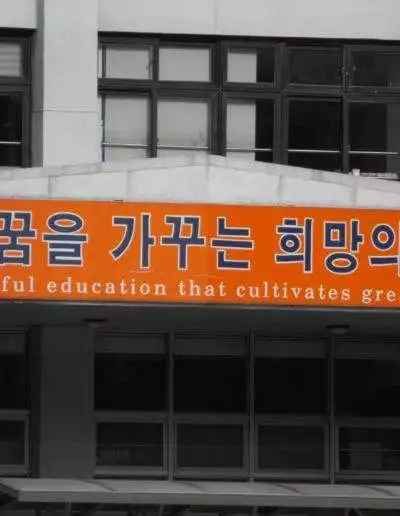 꿈을 가꾸는 희망의
ful education that cultivates gre